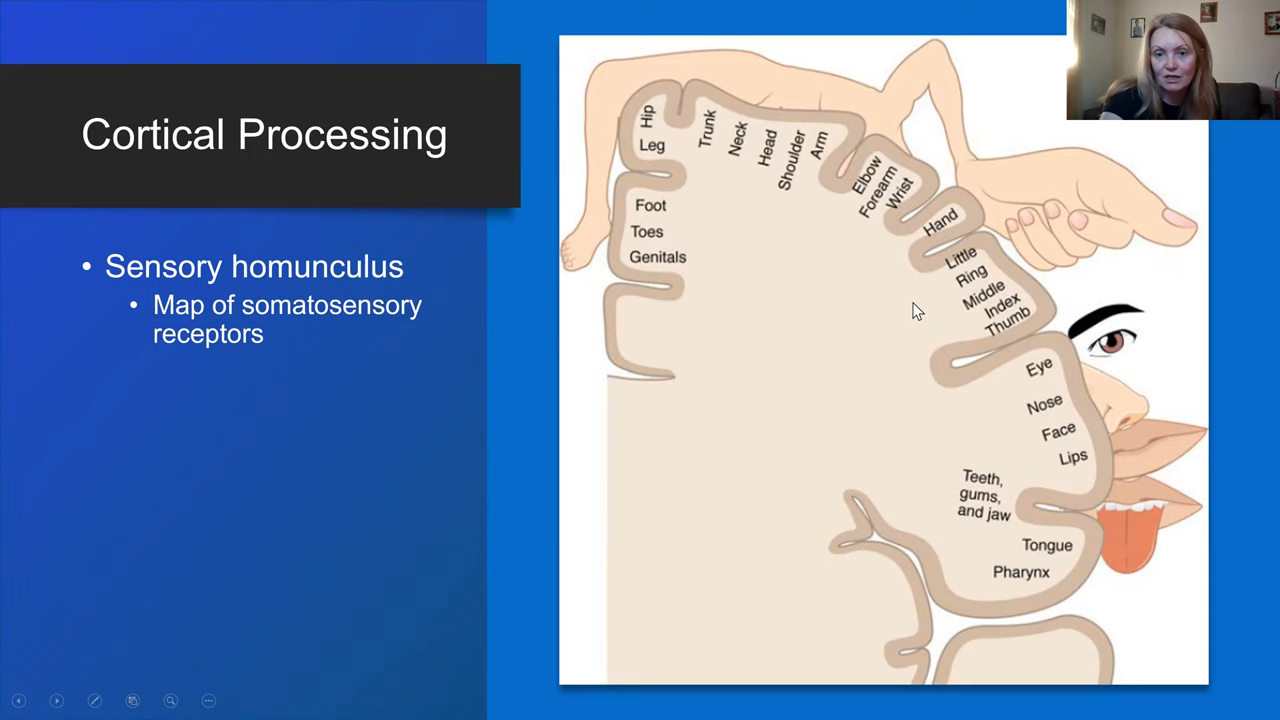 Cortical Processing
• Sensory homunculus
• Map of somatosensory
receptors
Hip
Leg
Foot
Toes
Genitals
Trunk
Neck
Head
Shoulder
Arm
Elbow
Forearm
Wrist
Hand
Little
Ring
Middle
Index
Thumb
Eye
Nose
Face
Lips
Teeth,
gums,
and jaw
Tongue
Pharynx